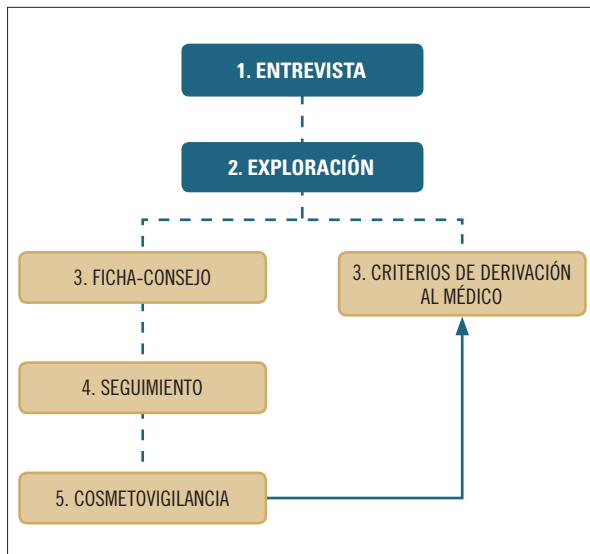 1. ENTREVISTA
2. EXPLORACIÓN
3. FICHA-CONSEJO
3. CRITERIOS DE DERIVACIÓN
AL MÉDICO
4. SEGUIMIENTO
5. COSMETOVIGILANCIA